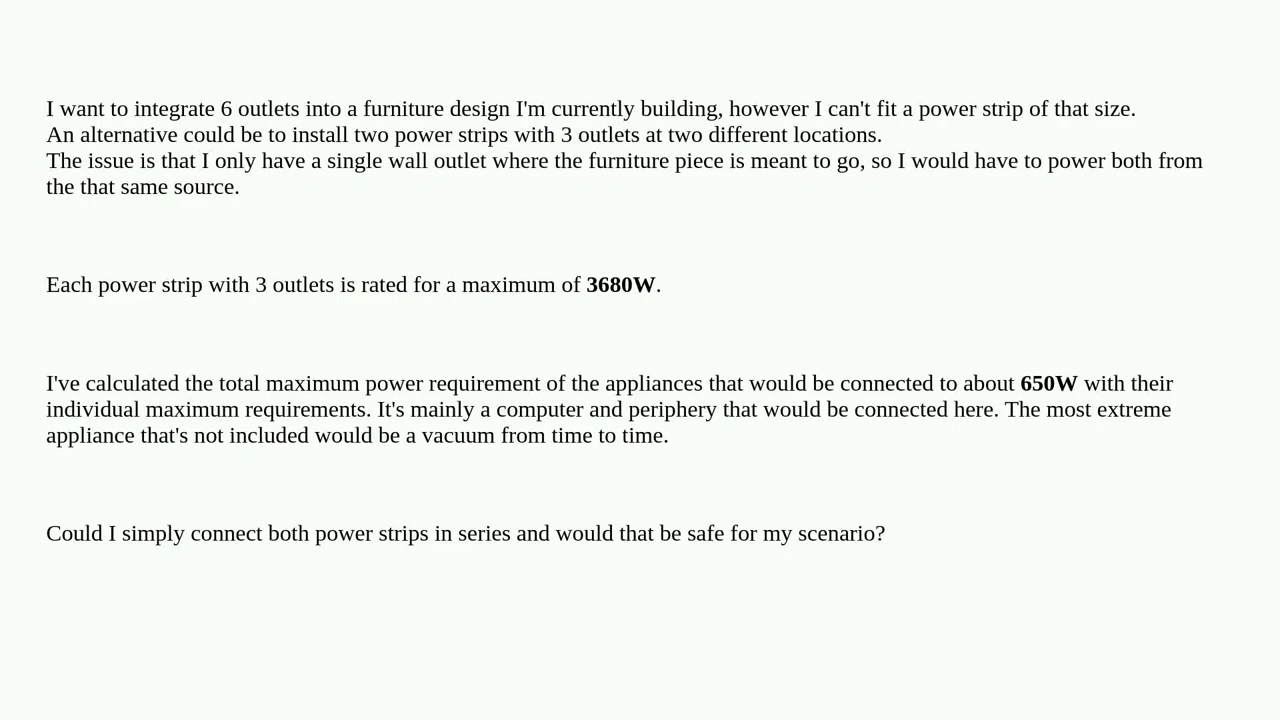 I want to integrate 6 outlets into a furniture design I'm currently building, however I can't fit a power strip of that size.
An alternative could be to install two power strips with 3 outlets at two different locations.
The issue is that I only have a single wall outlet where the furniture piece is meant to go, so I would have to power both from
the that same source.
Each power strip with 3 outlets is rated for a maximum of 3680W.
I've calculated the total maximum power requirement of the appliances that would be connected to about 650W with their
individual maximum requirements. It's mainly a computer and periphery that would be connected here. The most extreme
appliance that's not included would be a vacuum from time to time.
Could I simply connect both power strips in series and would that be safe for my scenario?